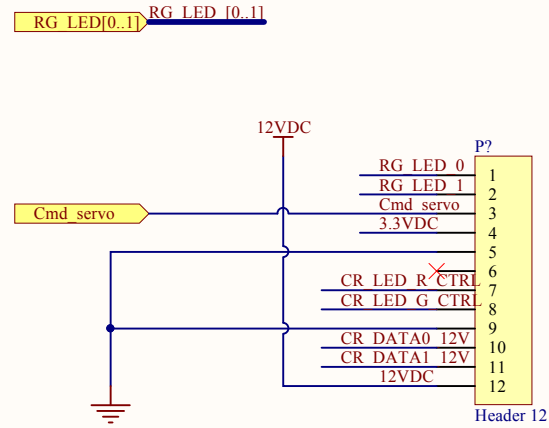 RG_LED[0..1] RG_LED_[0..1]
12VDC
P?
RG_LED_0 1
RG_LED_1 2
Cmd_servo Cmd_servo 3
3.3VDC 4
5
6
CR_LED_R_CTRL 7
CR_LED_G_CTRL 8
9
CR_DATA0_12V 10
CR_DATA1_12V 11
12VDC 12
Header 12